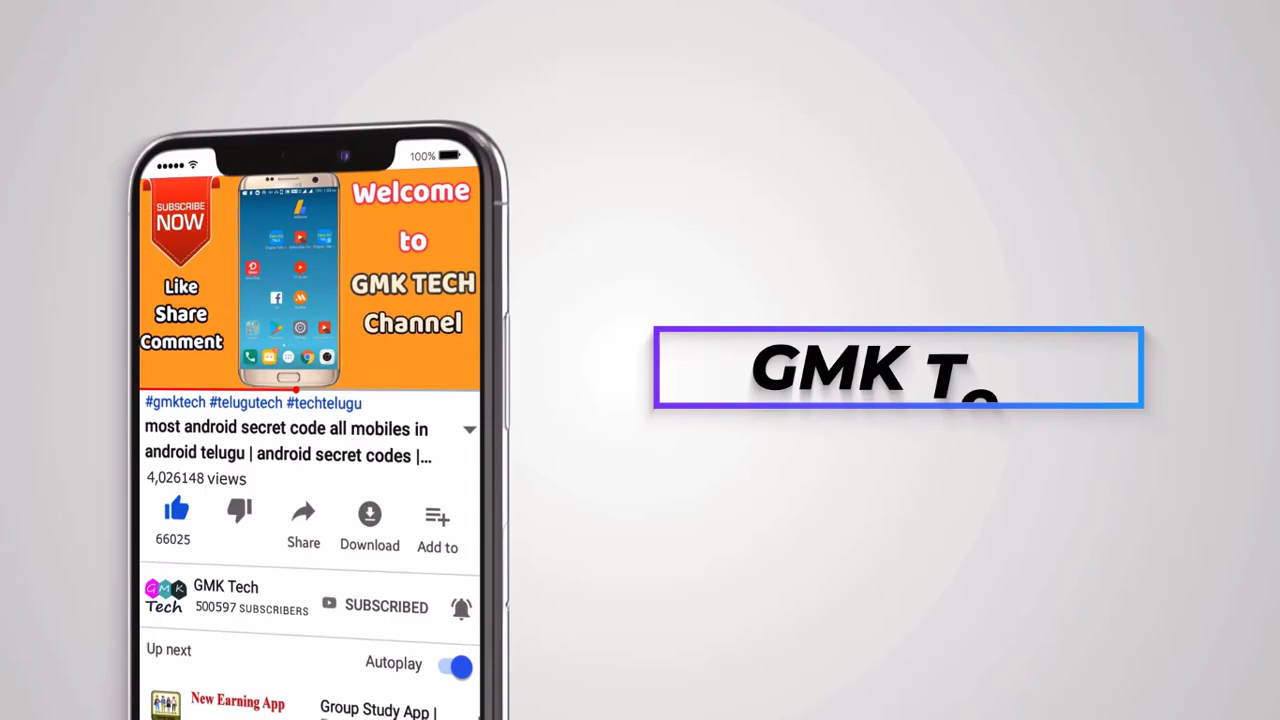 100%
SUBSCRIBE
NOW
Like
Share
Comment
Welcome
to
GMK TECH
Channel
#gmktech #telugutech #techtelugu
most android secret code all mobiles in
android telugu | android secret codes |...
4,026148 views
66025
Share
Download
Add to
GMK
Tech
GMK Tech
500597 SUBSCRIBERS
SUBSCRIBED
Up next
Autoplay
New Earning App
Group Study App |
GMK T